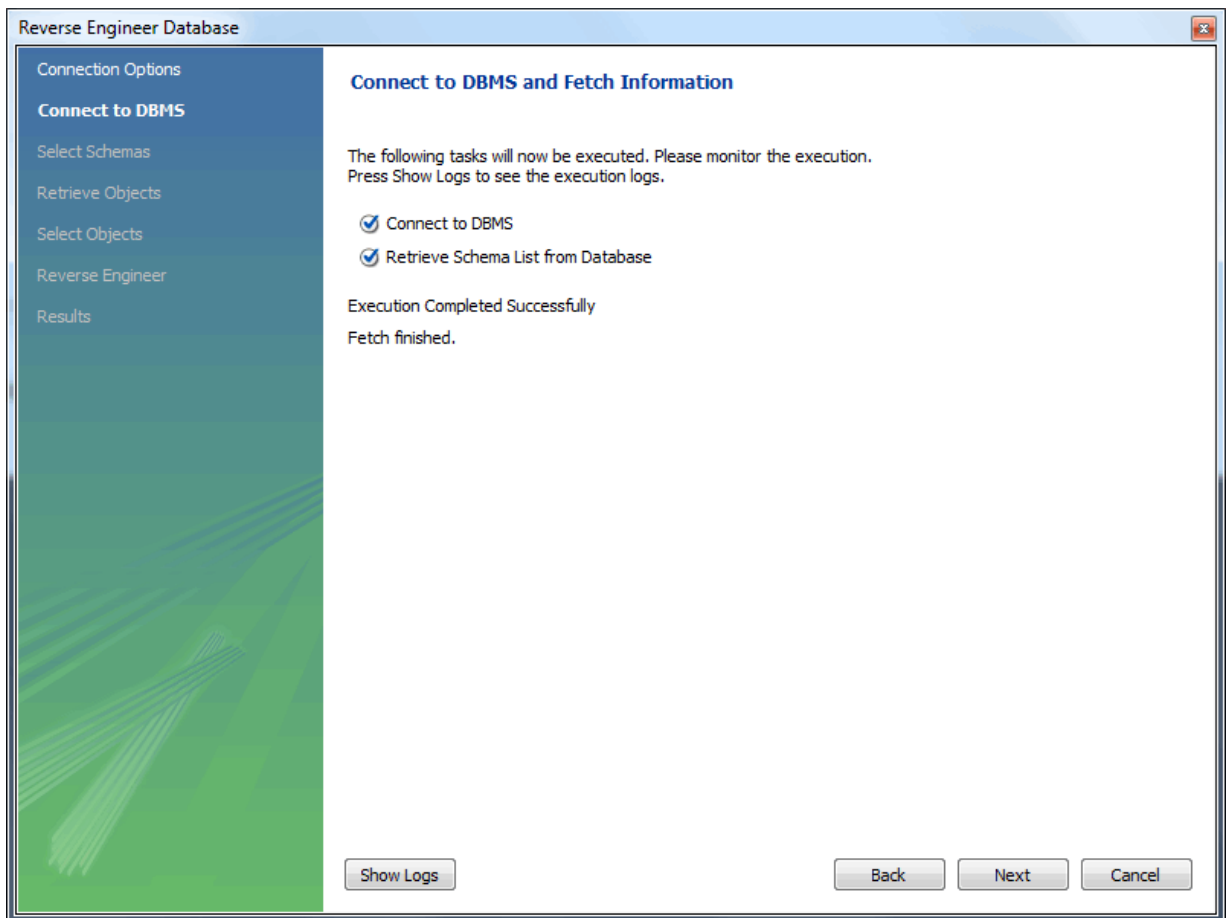 Reverse Engineer Database
Connection Options
Connect to DBMS
Select Schemas
Retrieve Objects
Select Objects
Reverse Engineer
Results
Connect to DBMS and Fetch Information
The following tasks will now be executed. Please monitor the execution.
Press Show Logs to see the execution logs.
Connect to DBMS
Retrieve Schema List from Database
Execution Completed Successfully
Fetch finished.
Show Logs
Back
Next
Cancel